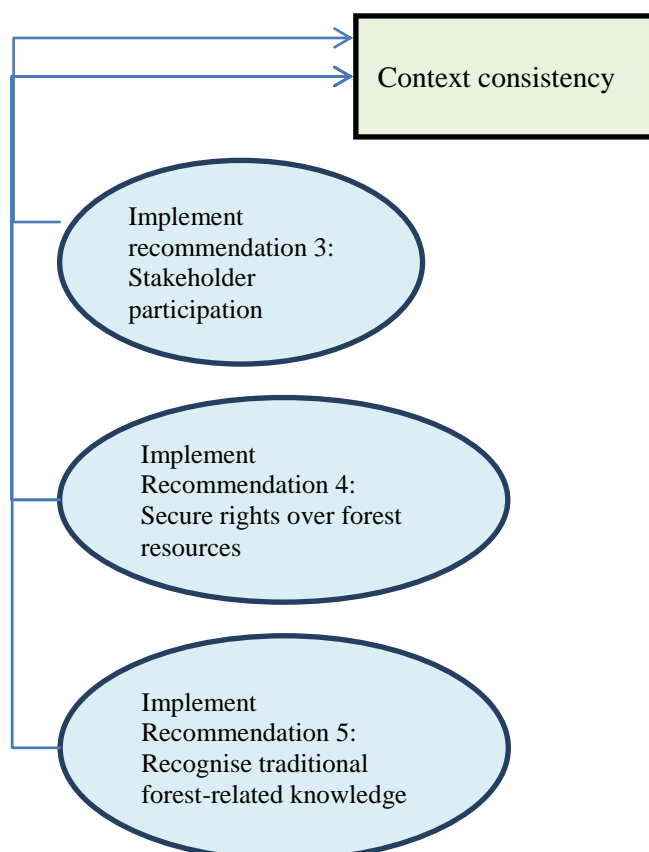 Context consistency
Implement
recommendation 3:
Stakeholder
participation
Implement
Recommendation 4:
Secure rights over forest
resources
Implement
Recommendation 5:
Recognise traditional
forest-related knowledge